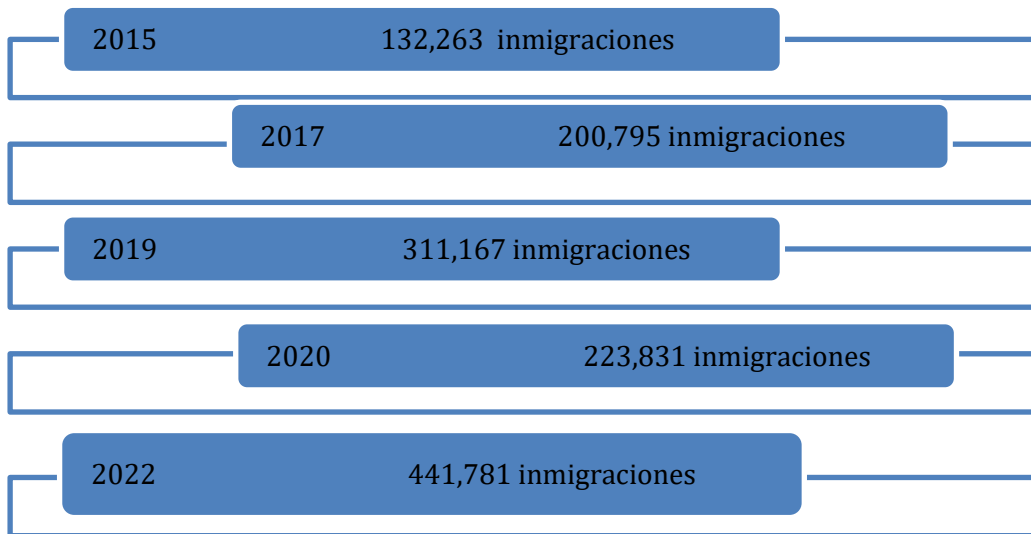 2015 132,263 inmigraciones
2017 200,795 inmigraciones
2019 311,167 inmigraciones
2020 223,831 inmigraciones
2022 441,781 inmigraciones